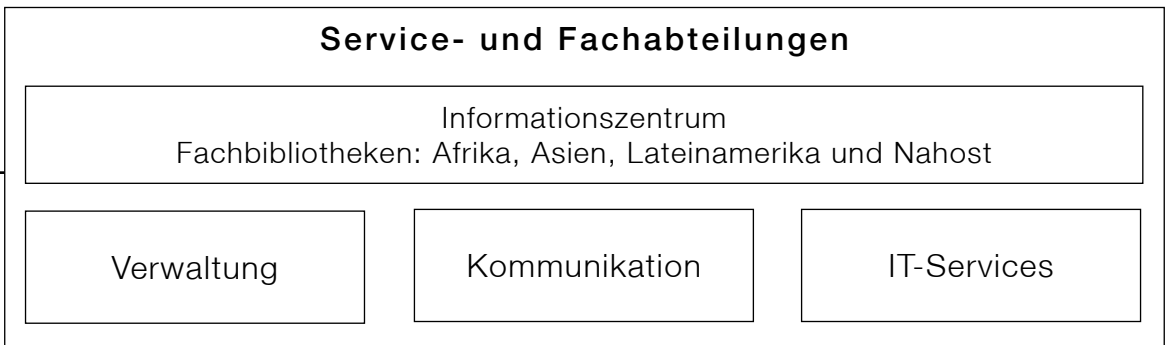 Service- und Fachabteilungen
Informationszentrum
Fachbibliotheken: Afrika, Asien, Lateinamerika und Nahost
Verwaltung
Kommunikation
IT-Services